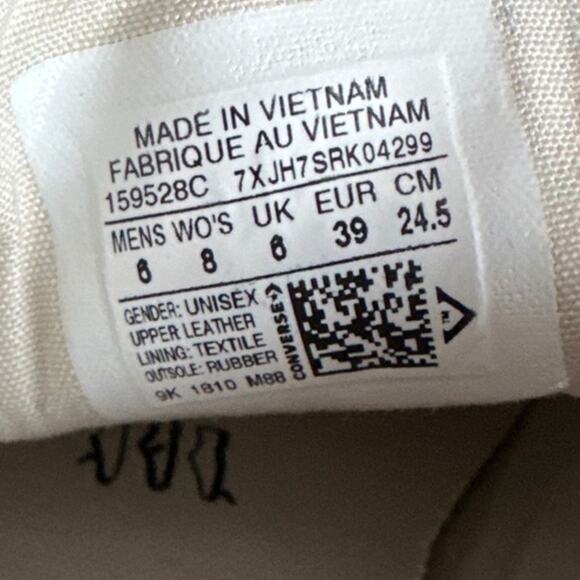 MADE IN VIETNAM
FABRIQUE AU VIETNAM
159528C 7XJH7SRK04299
MENS WO'S UK EUR CM
6 8 6 39 24.5
GENDER: UNISEX
UPPER LEATHER
LINING: TEXTILE
OUTSOLE: RUBBER
9K 1810 M88
CONVERSE
TM